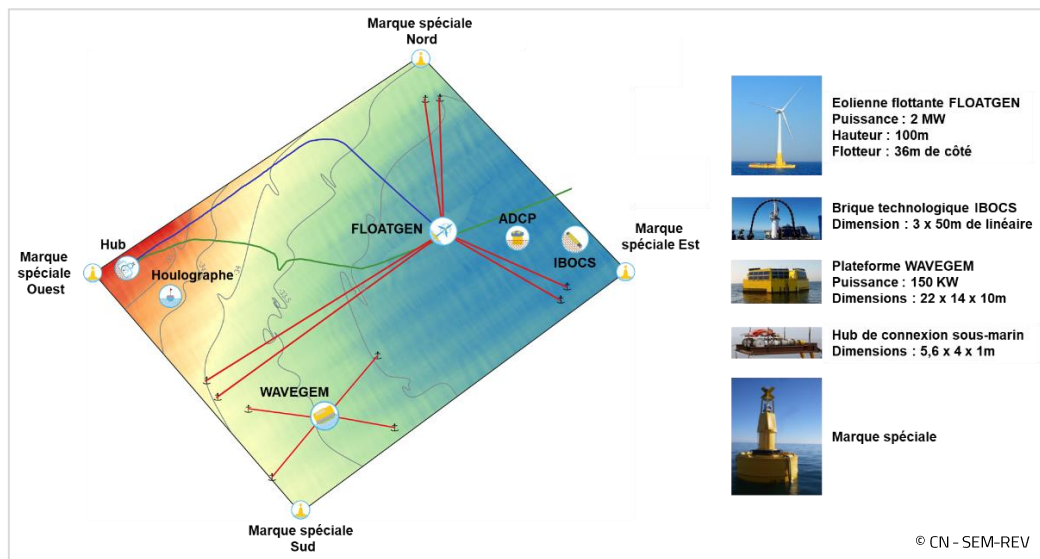 Marque spéciale
Nord
FLOATGEN
ADCP
IBOCS
Marque
spéciale Est
Hub
Marque
spéciale
Ouest
Houlographe
WAVEGEM
Marque spéciale
Sud
Eolienne flottante FLOATGEN
Puissance : 2 MW
Hauteur : 100m
Flotteur : 36m de côté
Brique technologique IBOCS
Dimension : 3 x 50m de linéaire
Plateforme WAVEGEM
Puissance : 150 KW
Dimensions : 22 x 14 x 10m
Hub de connexion sous-marin
Dimensions : 5,6 x 4 x 1m
Marque spéciale
© CN - SEM-REV